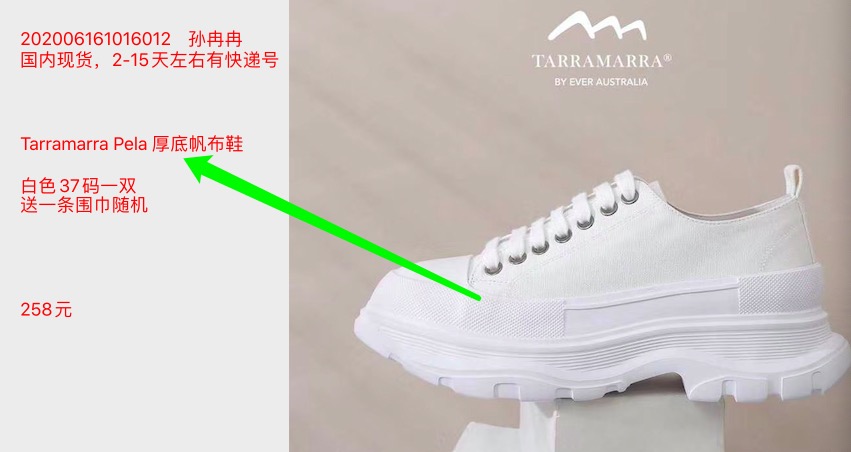 202006161016012 孙冉冉
国内现货，2-15天左右有快递号
Tarramarra Pela 厚底帆布鞋
白色37码一双
送一条围巾随机
258元
TARRAMARRA®
BY EVER AUSTRALIA